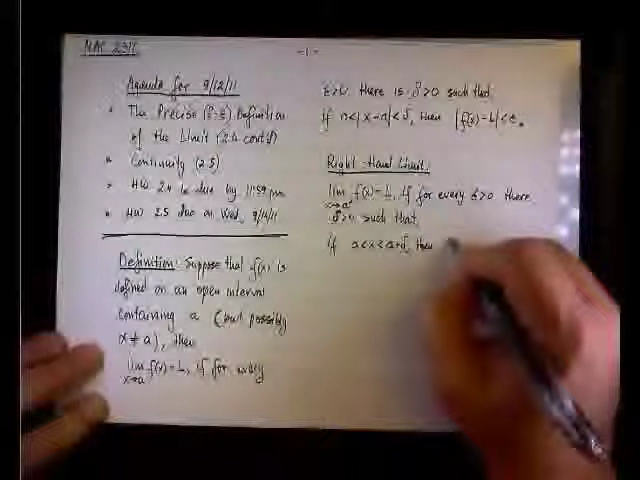 MAC 2311
-1-
Agenda for 9/12/11
• The Precise (δ-ε) Definition
of the Limit (2.4 cont'd)
• Continuity (2.5)
• HW 2.4 is due by 11:59 pm
• HW 2.5 due on Wed, 9/14/11
Definition: Suppose that f(x) is
defined on an open interval
containing a (but possibly
x ≠ a), then
lim f(x) = L, if for every
x→a
ε>0, there is δ>0 such that
if 0<|x-a|<δ, then |f(x)-L|<ε.
Right-Hand Limit:
lim f(x)=L, if for every ε>0 there
x→a⁺
δ>0 such that,
if a<x<a+δ, then